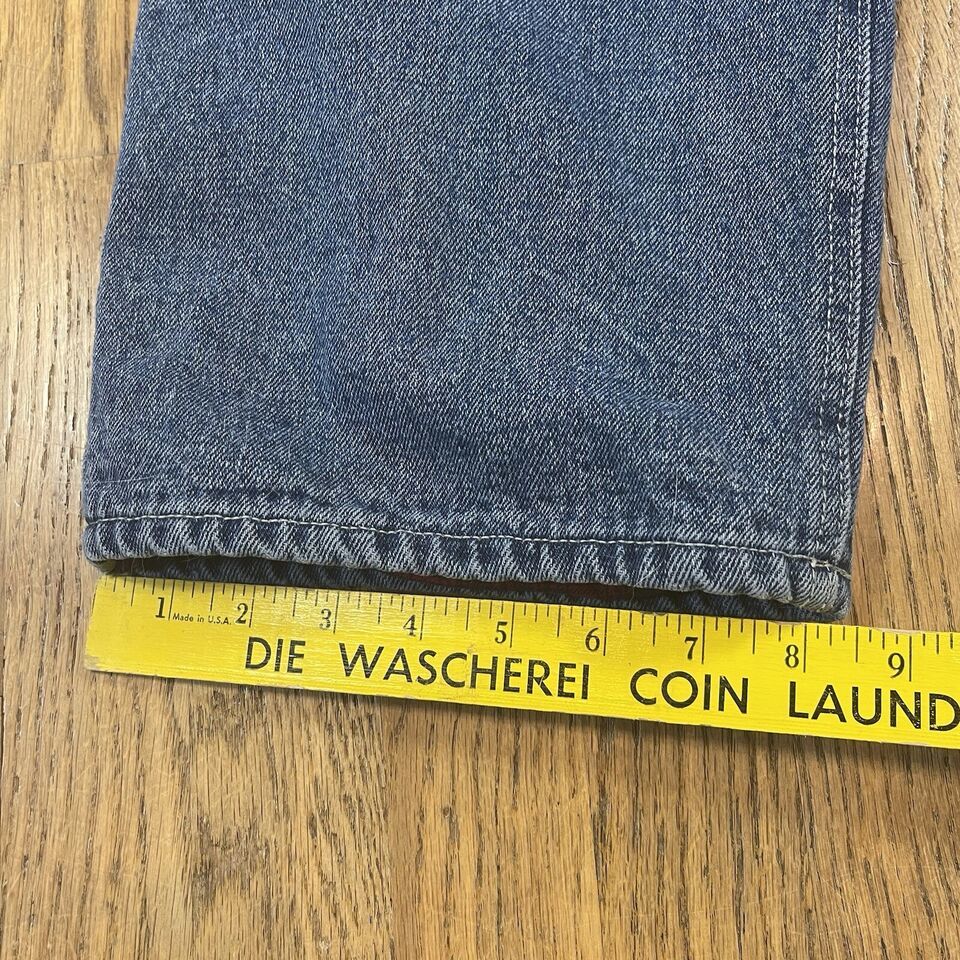 1 Made in U.S.A. 2 3 4 5 6 7 8 9
DIE WASCHEREI COIN LAUND